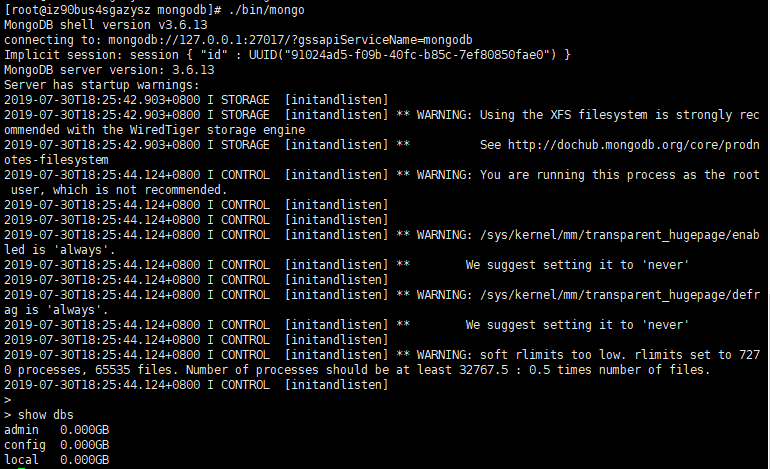 [root@iz90bus4sgazysz mongodb]# ./bin/mongo
MongoDB shell version v3.6.13
connecting to: mongodb://127.0.0.1:27017/?gssapiServiceName=mongodb
Implicit session: session { "id" : UUID("91024ad5-f09b-40fc-b85c-7ef80850fae0") }
MongoDB server version: 3.6.13
Server has startup warnings:
2019-07-30T18:25:42.903+0800 I STORAGE  [initandlisten]
2019-07-30T18:25:42.903+0800 I STORAGE  [initandlisten] ** WARNING: Using the XFS filesystem is strongly rec
ommended with the WiredTiger storage engine
2019-07-30T18:25:42.903+0800 I STORAGE  [initandlisten] **          See http://dochub.mongodb.org/core/prodn
otes-filesystem
2019-07-30T18:25:44.124+0800 I CONTROL  [initandlisten] ** WARNING: You are running this process as the root
 user, which is not recommended.
2019-07-30T18:25:44.124+0800 I CONTROL  [initandlisten]
2019-07-30T18:25:44.124+0800 I CONTROL  [initandlisten]
2019-07-30T18:25:44.124+0800 I CONTROL  [initandlisten] ** WARNING: /sys/kernel/mm/transparent_hugepage/enab
led is 'always'.
2019-07-30T18:25:44.124+0800 I CONTROL  [initandlisten] **        We suggest setting it to 'never'
2019-07-30T18:25:44.124+0800 I CONTROL  [initandlisten]
2019-07-30T18:25:44.124+0800 I CONTROL  [initandlisten] ** WARNING: /sys/kernel/mm/transparent_hugepage/defr
ag is 'always'.
2019-07-30T18:25:44.124+0800 I CONTROL  [initandlisten] **        We suggest setting it to 'never'
2019-07-30T18:25:44.124+0800 I CONTROL  [initandlisten]
2019-07-30T18:25:44.124+0800 I CONTROL  [initandlisten] ** WARNING: soft rlimits too low. rlimits set to 727
0 processes, 65535 files. Number of processes should be at least 32767.5 : 0.5 times number of files.
2019-07-30T18:25:44.124+0800 I CONTROL  [initandlisten]
>
> show dbs
admin   0.000GB
config  0.000GB
local   0.000GB